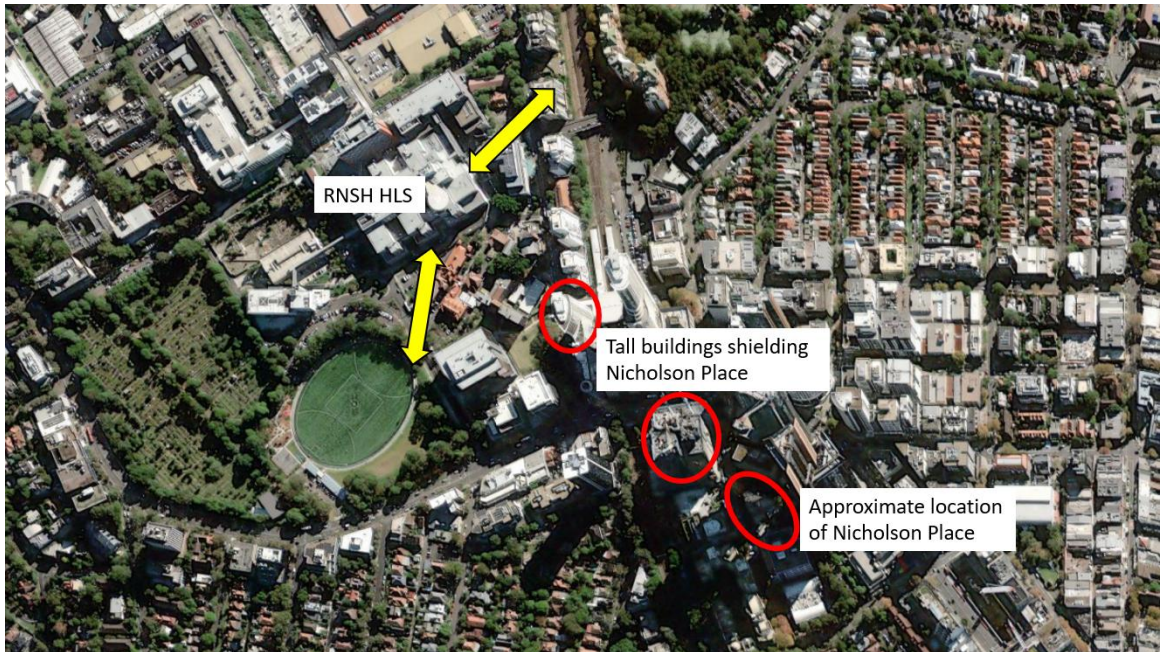 RNSH HLS
Tall buildings shielding
Nicholson Place
Approximate location
of Nicholson Place